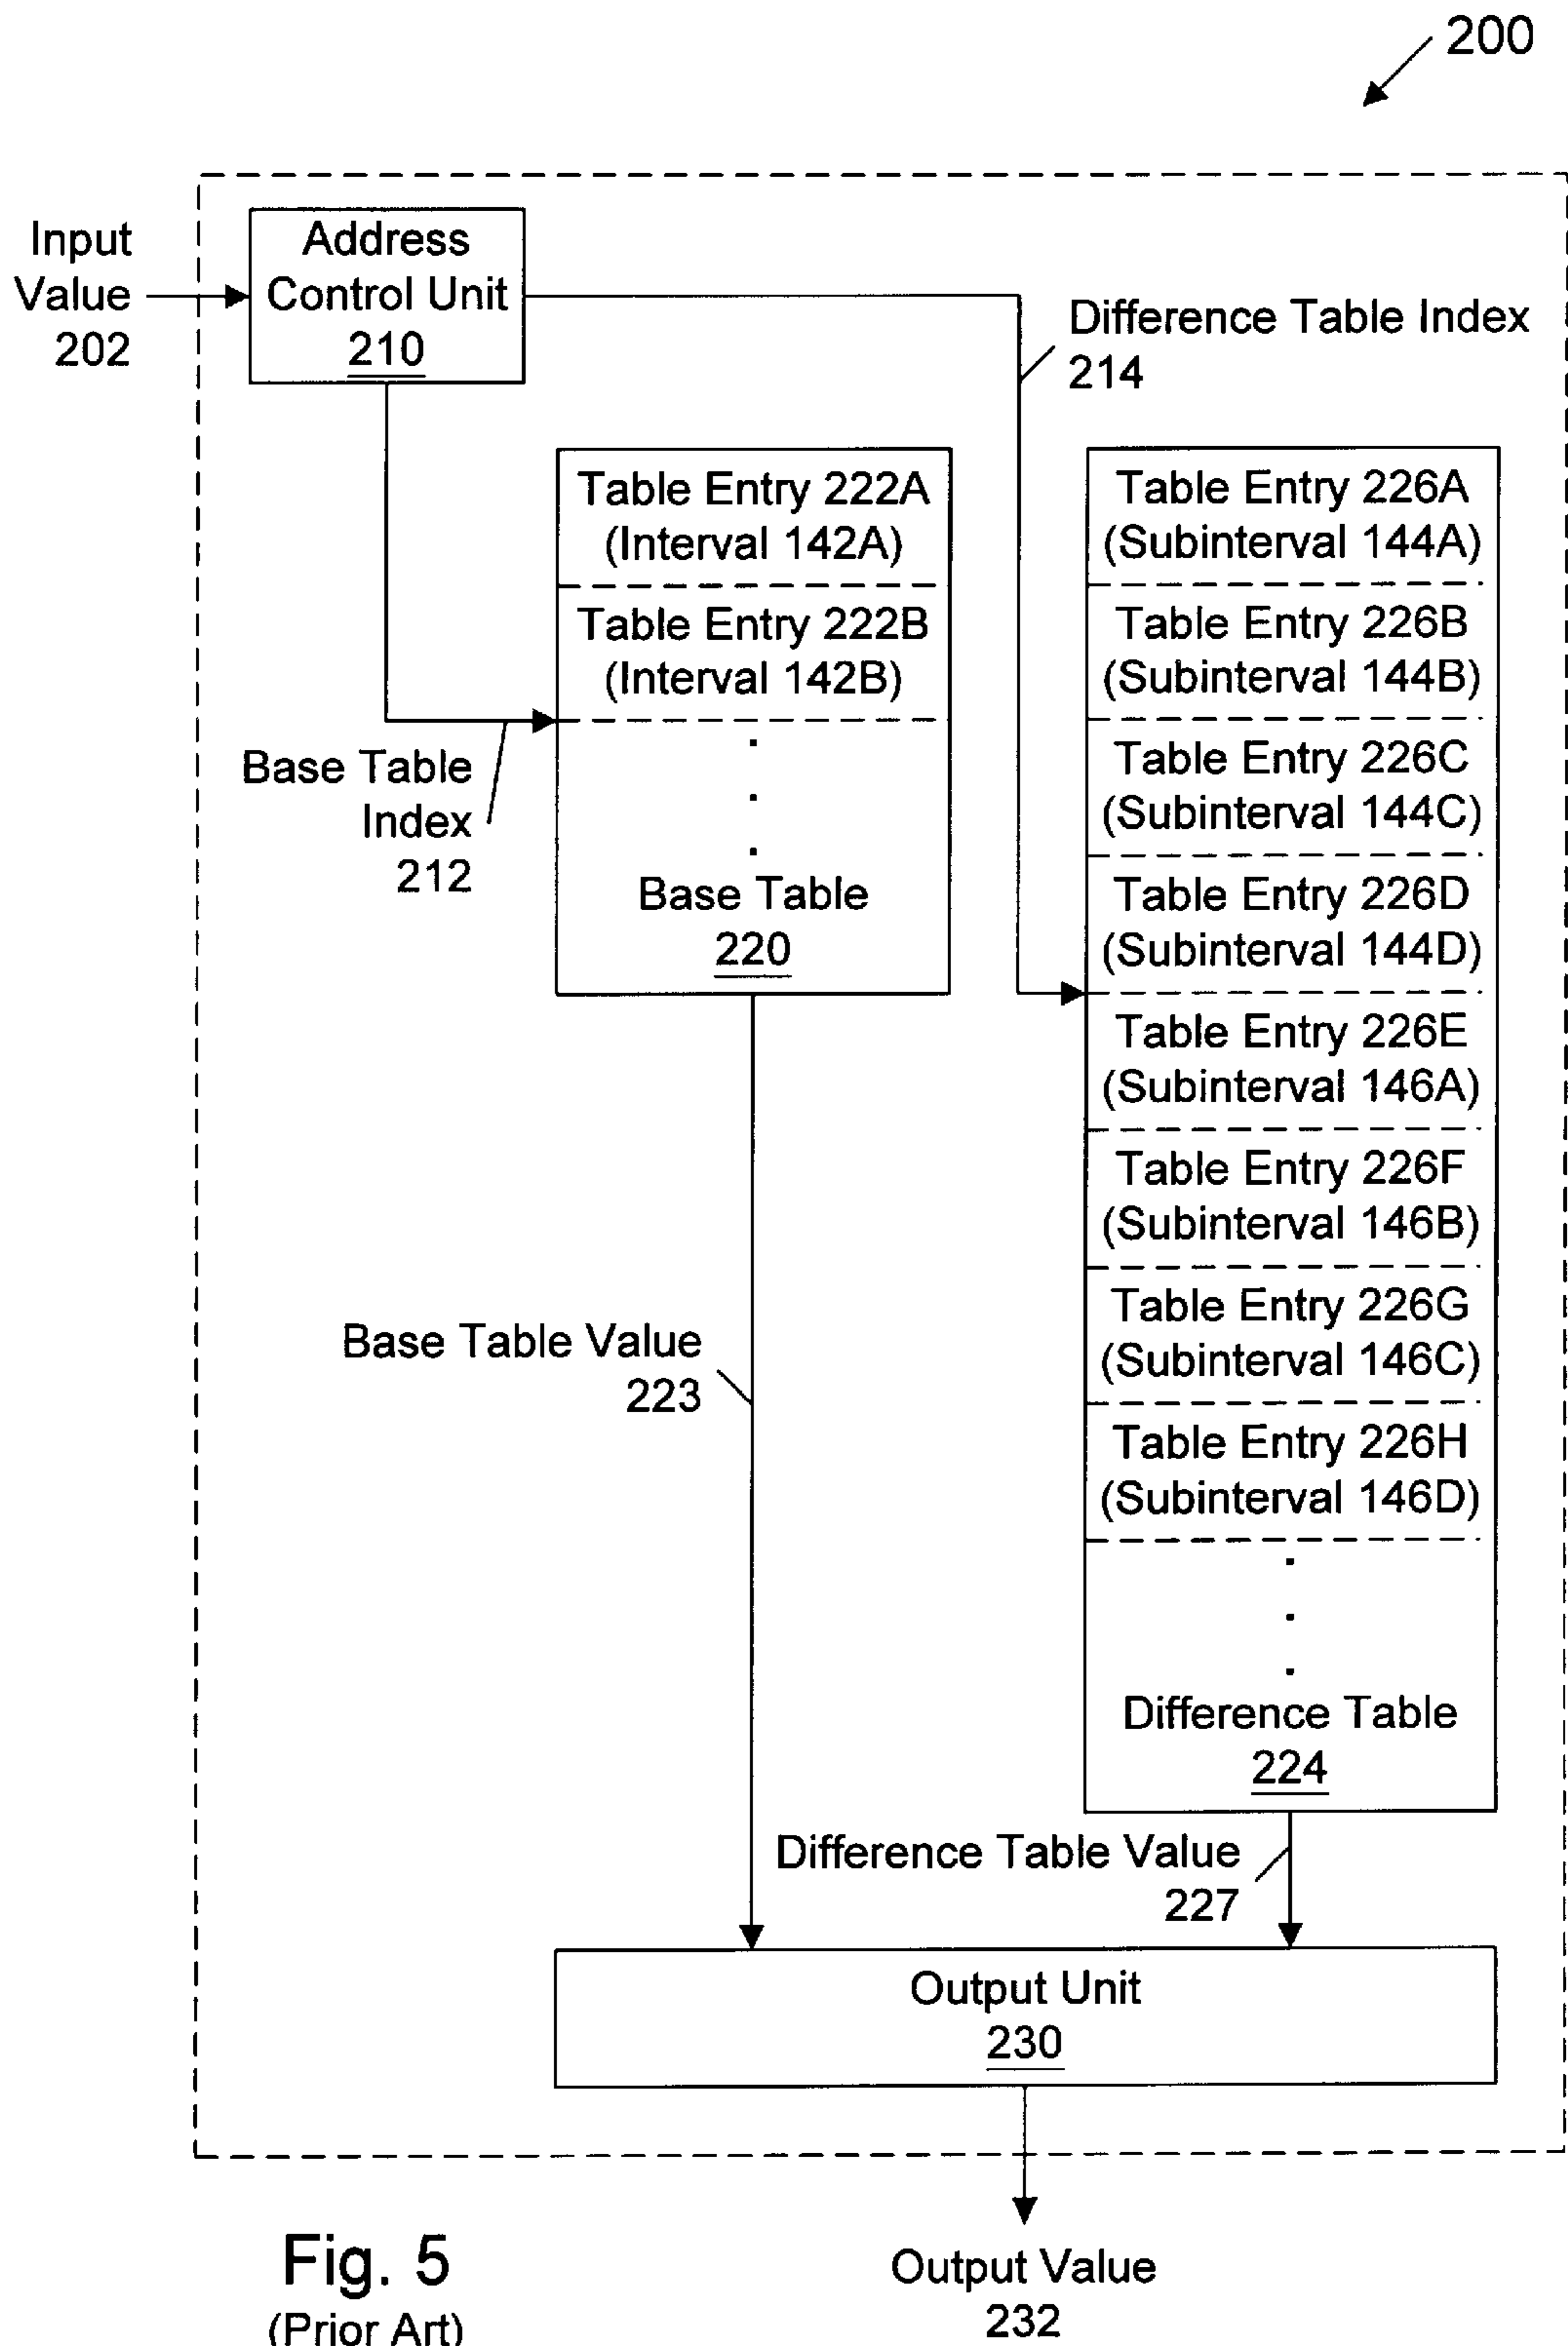 200
Input
Value
202
Address
Control Unit
210
Difference Table Index
214
Table Entry 222A
(Interval 142A)
Table Entry 222B
(Interval 142B)
.
.
.
Base Table
220
Base Table
Index
212
Table Entry 226A
(Subinterval 144A)
Table Entry 226B
(Subinterval 144B)
Table Entry 226C
(Subinterval 144C)
Table Entry 226D
(Subinterval 144D)
Table Entry 226E
(Subinterval 146A)
Table Entry 226F
(Subinterval 146B)
Table Entry 226G
(Subinterval 146C)
Table Entry 226H
(Subinterval 146D)
.
.
.
Difference Table
224
Base Table Value
223
Difference Table Value
227
Output Unit
230
Output Value
232
Fig. 5
(Prior Art)